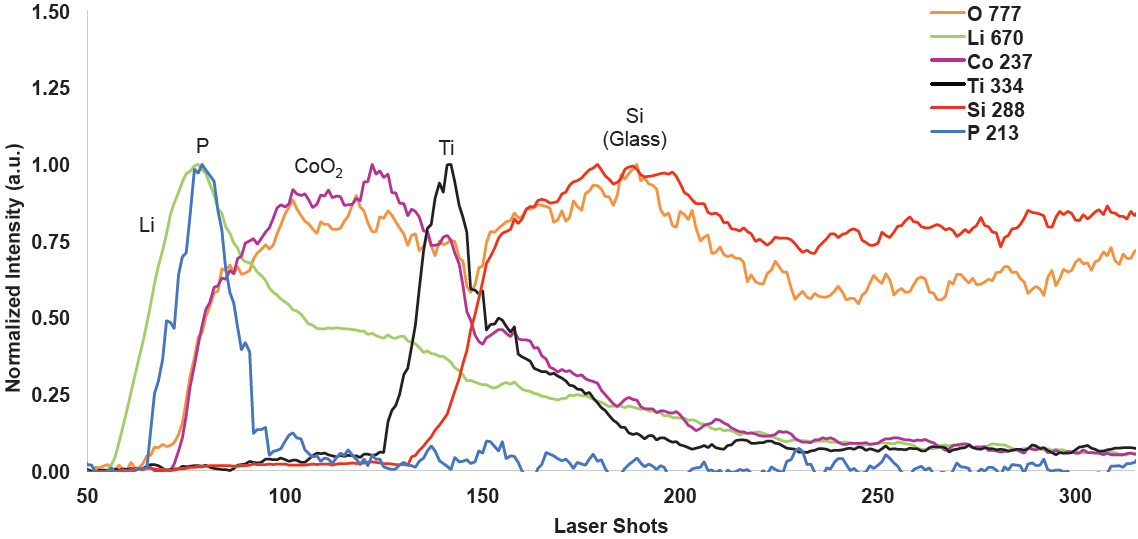 1.50
1.25
1.00
0.75
0.50
0.25
0.00
Normalized Intensity (a.u.)
50
100
150
200
250
300
Laser Shots
Li
P
CoO₂
Ti
Si
(Glass)
O 777
Li 670
Co 237
Ti 334
Si 288
P 213